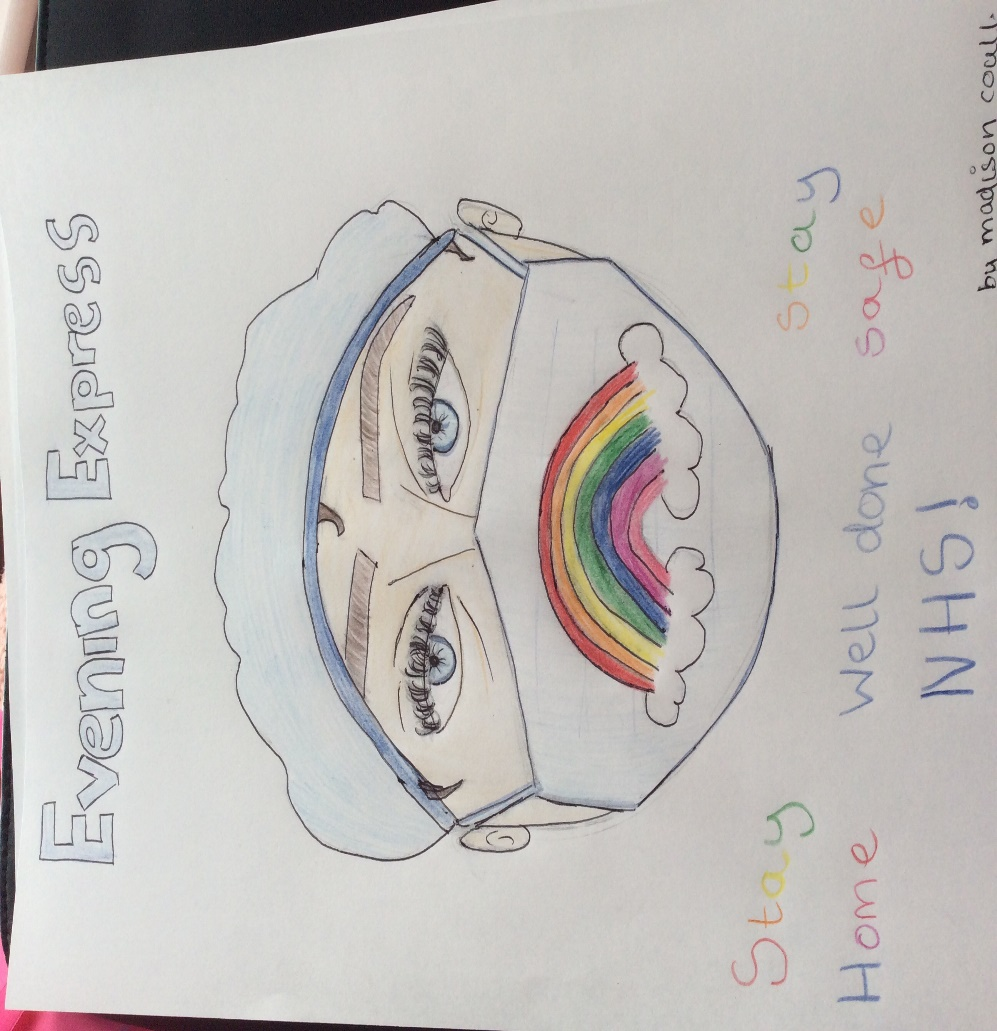 Evening Express
Stay
Home
Well done
NHS!
Stay
safe
by madison coull.